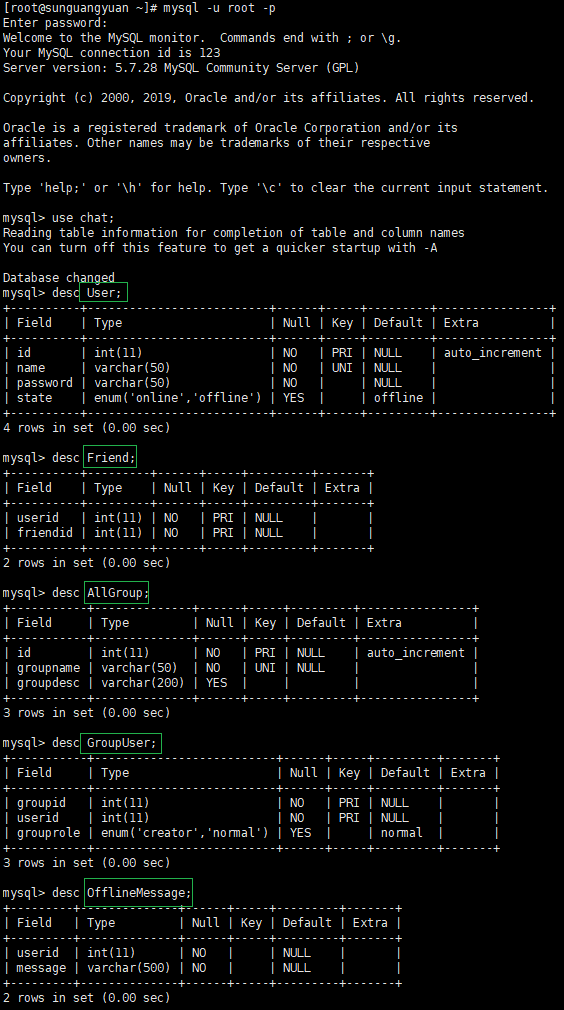 [root@sunguangyuan ~]# mysql -u root -p
Enter password:
Welcome to the MySQL monitor.  Commands end with ; or \g.
Your MySQL connection id is 123
Server version: 5.7.28 MySQL Community Server (GPL)

Copyright (c) 2000, 2019, Oracle and/or its affiliates. All rights reserved.

Oracle is a registered trademark of Oracle Corporation and/or its
affiliates. Other names may be trademarks of their respective
owners.

Type 'help;' or '\h' for help. Type '\c' to clear the current input statement.

mysql> use chat;
Reading table information for completion of table and column names
You can turn off this feature to get a quicker startup with -A

Database changed
mysql> desc User;
+----------+--------------------------+------+-----+---------+----------------+
| Field    | Type                     | Null | Key | Default | Extra          |
+----------+--------------------------+------+-----+---------+----------------+
| id       | int(11)                  | NO   | PRI | NULL    | auto_increment |
| name     | varchar(50)              | NO   | UNI | NULL    |                |
| password | varchar(50)              | NO   |     | NULL    |                |
| state    | enum('online','offline') | YES  |     | offline |                |
+----------+--------------------------+------+-----+---------+----------------+
4 rows in set (0.00 sec)

mysql> desc Friend;
+----------+---------+------+-----+---------+-------+
| Field    | Type    | Null | Key | Default | Extra |
+----------+---------+------+-----+---------+-------+
| userid   | int(11) | NO   | PRI | NULL    |       |
| friendid | int(11) | NO   | PRI | NULL    |       |
+----------+---------+------+-----+---------+-------+
2 rows in set (0.00 sec)

mysql> desc AllGroup;
+-----------+--------------+------+-----+---------+----------------+
| Field     | Type         | Null | Key | Default | Extra          |
+-----------+--------------+------+-----+---------+----------------+
| id        | int(11)      | NO   | PRI | NULL    | auto_increment |
| groupname | varchar(50)  | NO   | UNI | NULL    |                |
| groupdesc | varchar(200) | YES  |     |         |                |
+-----------+--------------+------+-----+---------+----------------+
3 rows in set (0.00 sec)

mysql> desc GroupUser;
+-----------+--------------------------+------+-----+---------+-------+
| Field     | Type                     | Null | Key | Default | Extra |
+-----------+--------------------------+------+-----+---------+-------+
| groupid   | int(11)                  | NO   | PRI | NULL    |       |
| userid    | int(11)                  | NO   | PRI | NULL    |       |
| grouprole | enum('creator','normal') | YES  |     | normal  |       |
+-----------+--------------------------+------+-----+---------+-------+
3 rows in set (0.00 sec)

mysql> desc OfflineMessage;
+---------+--------------+------+-----+---------+-------+
| Field   | Type         | Null | Key | Default | Extra |
+---------+--------------+------+-----+---------+-------+
| userid  | int(11)      | NO   |     | NULL    |       |
| message | varchar(500) | NO   |     | NULL    |       |
+---------+--------------+------+-----+---------+-------+
2 rows in set (0.00 sec)